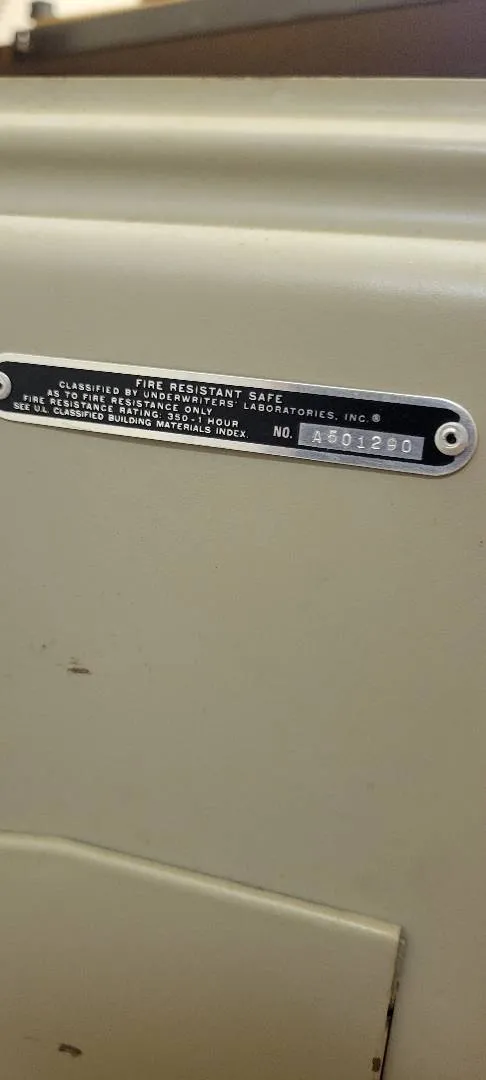 FIRE RESISTANT SAFE
CLASSIFIED BY UNDERWRITERS' LABORATORIES, INC.®
AS TO FIRE RESISTANCE ONLY
FIRE RESISTANCE RATING: 350-1 HOUR
SEE U.L. CLASSIFIED BUILDING MATERIALS INDEX.
NO. A501290